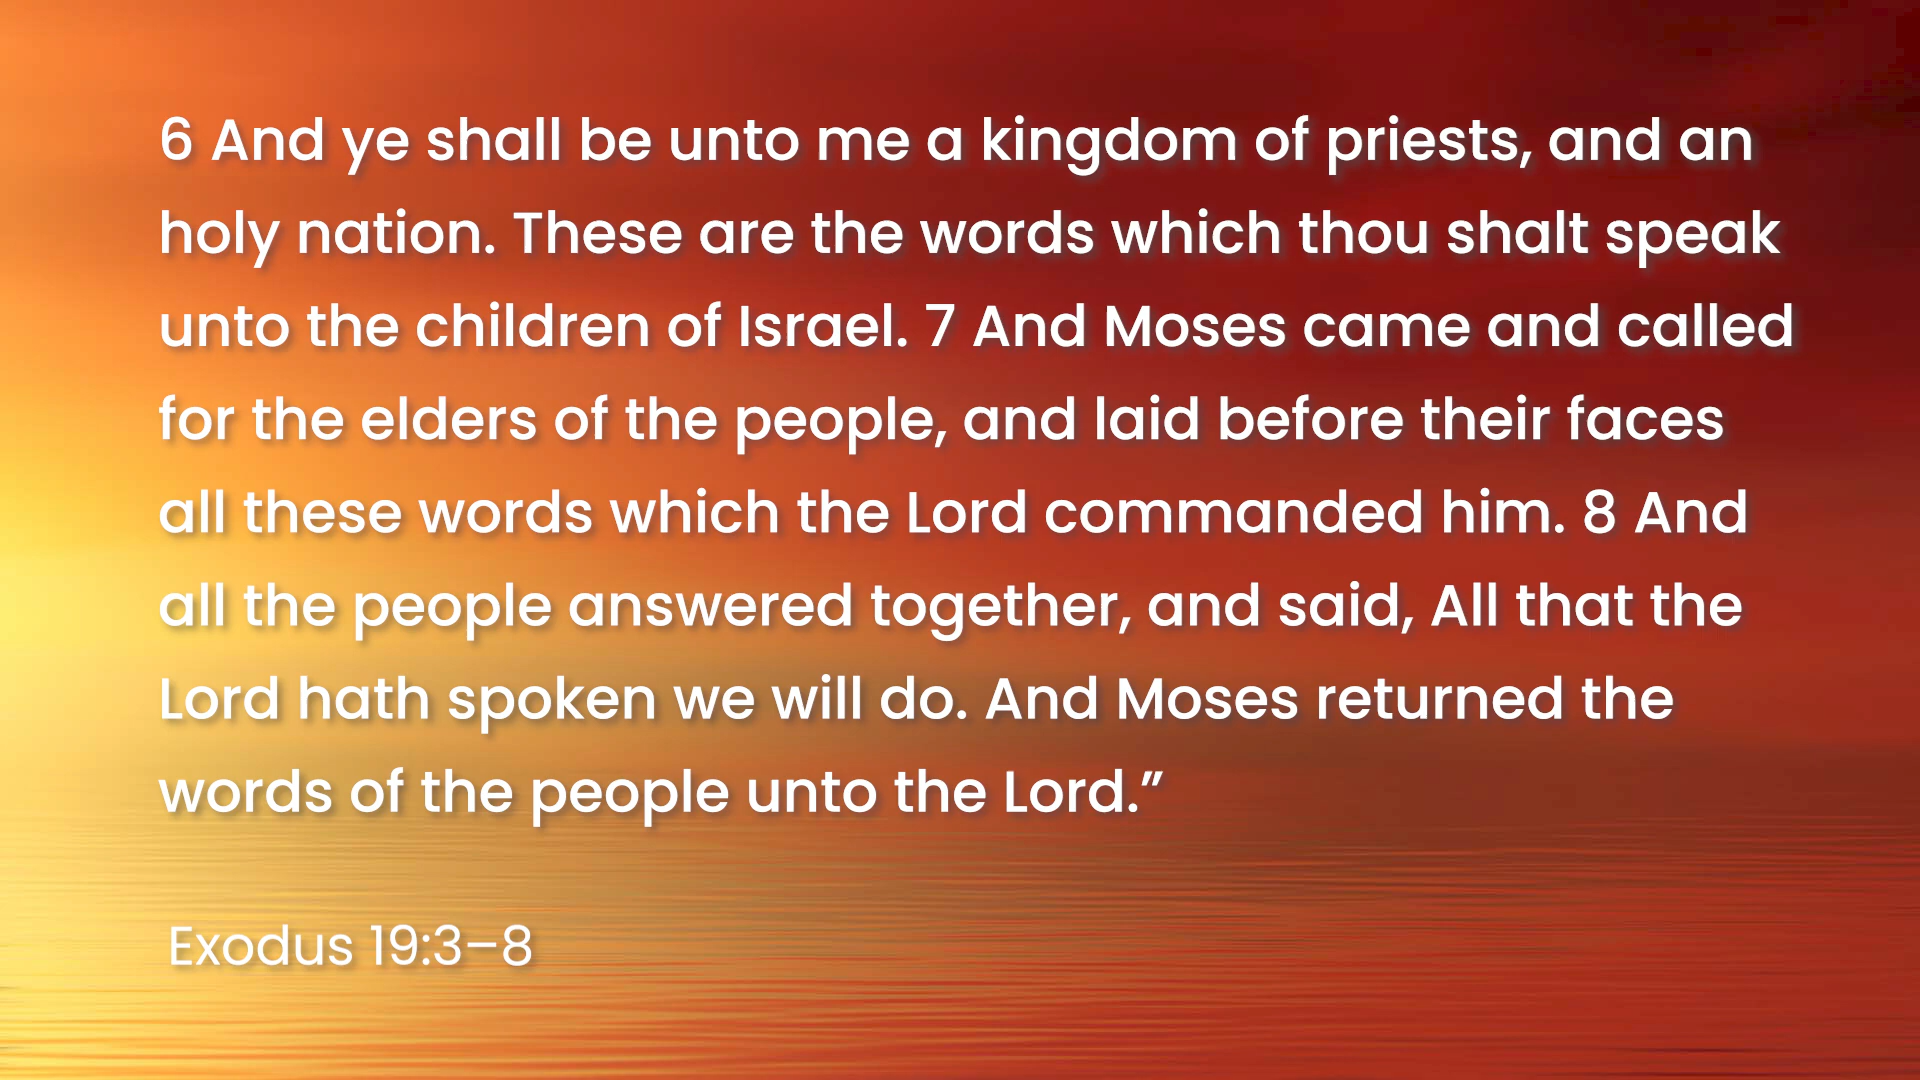 6 And ye shall be unto me a kingdom of priests, and an
holy nation. These are the words which thou shalt speak
unto the children of Israel. 7 And Moses came and called
for the elders of the people, and laid before their faces
all these words which the Lord commanded him. 8 And
all the people answered together, and said, All that the
Lord hath spoken we will do. And Moses returned the
words of the people unto the Lord.”
Exodus 19:3–8